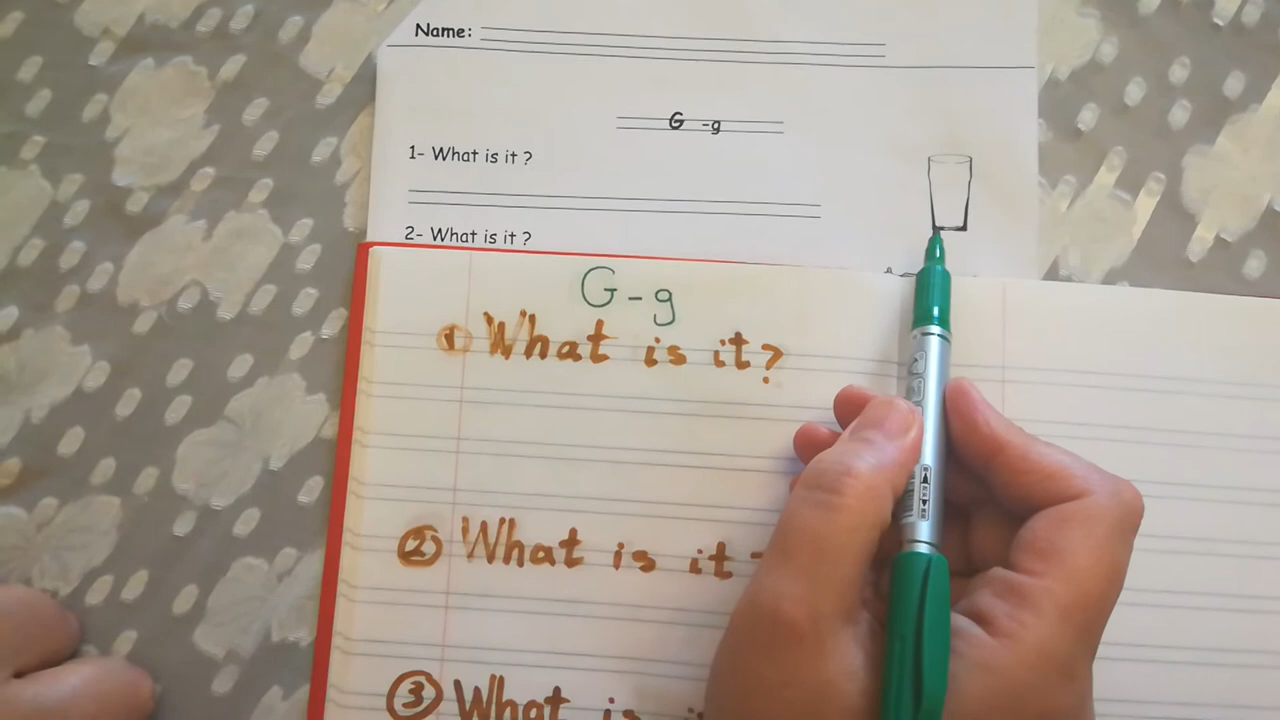 Name:
G -g
1- What is it ?
2- What is it ?
G-g
① What is it?
② What is it
③ What is